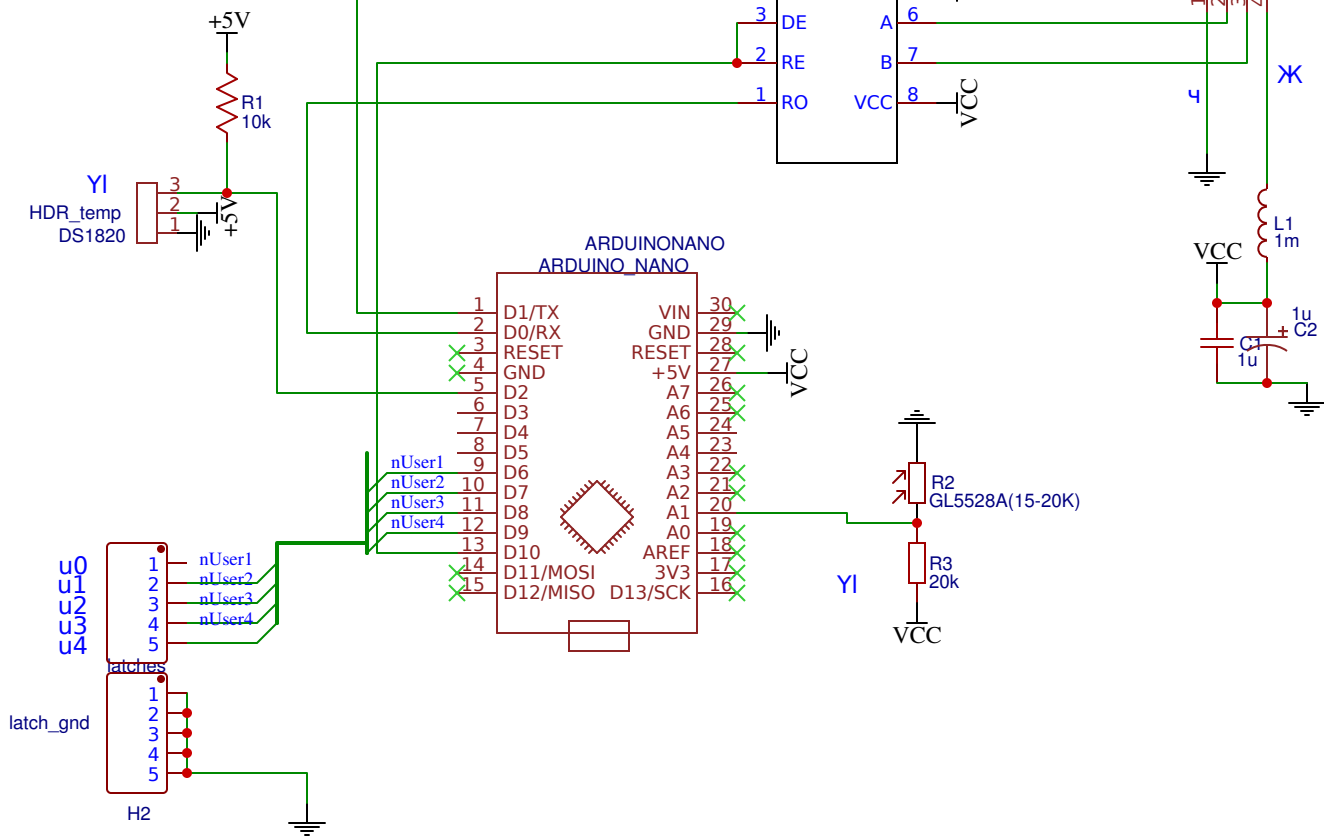 +5V
R1
10k
Yl
HDR_temp
DS1820
3
2
1
+5V
3 DE
2 RE
1 RO
A 6
B 7
VCC 8
VCC
ч
Ж
L1
1m
VCC
C1
1u
1u
C2
ARDUINONANO
ARDUINO_NANO
1 D1/TX
2 D0/RX
3 RESET
4 GND
5 D2
6 D3
7 D4
8 D5
9 D6
10 D7
11 D8
12 D9
13 D10
14 D11/MOSI
15 D12/MISO
VIN 30
GND 29
RESET 28
+5V 27
A7 26
A6 25
A5 24
A4 23
A3 22
A2 21
A1 20
A0 19
AREF 18
3V3 17
D13/SCK 16
VCC
nUser1
nUser2
nUser3
nUser4
R2
GL5528A(15-20K)
R3
20k
Yl
VCC
u0
u1
u2
u3
u4
1
2
3
4
5
nUser1
nUser2
nUser3
nUser4
latches
latch_gnd
1
2
3
4
5
H2